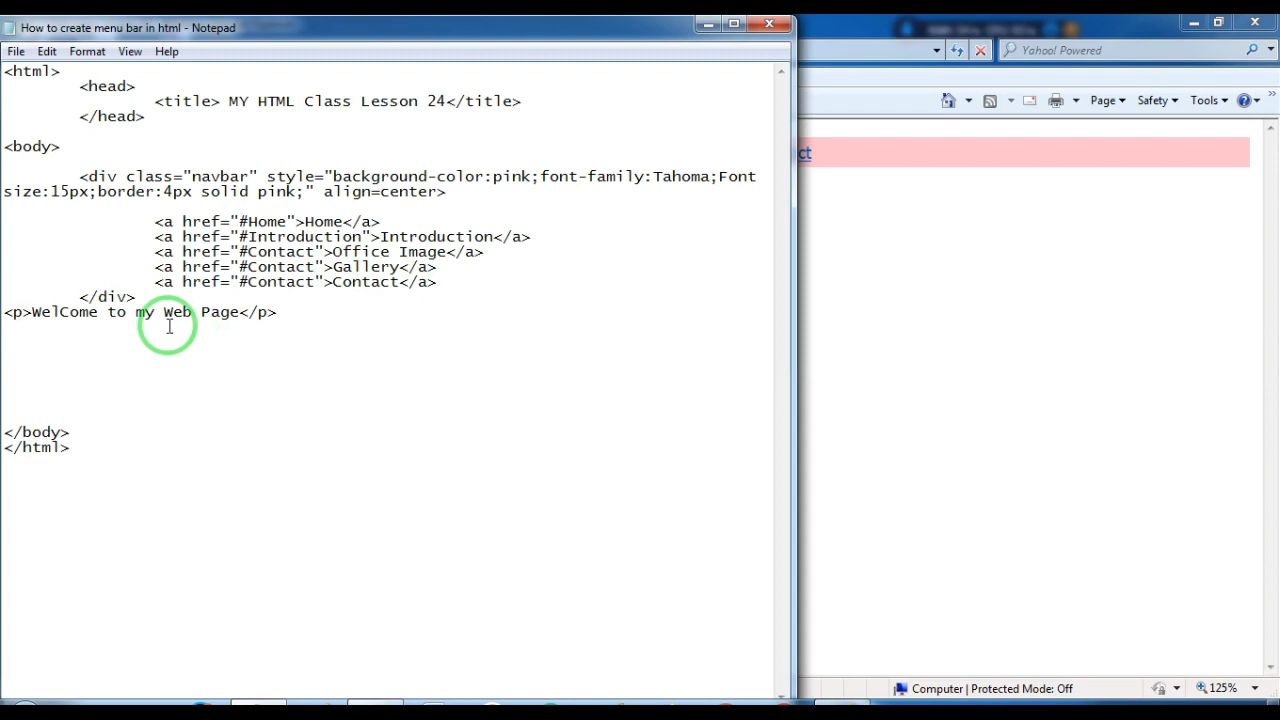 How to create menu bar in html - Notepad
File Edit Format View Help
Yahoo! Powered
Page Safety Tools
<html>
<head>
<title> MY HTML Class Lesson 24</title>
</head>
<body>
<div class="navbar" style="background-color:pink;font-family:Tahoma;Font
size:15px;border:4px solid pink;" align=center>
<a href="#Home">Home</a>
<a href="#Introduction">Introduction</a>
<a href="#Contact">Office Image</a>
<a href="#Contact">Gallery</a>
<a href="#Contact">Contact</a>
</div>
<p>WelCome to my Web Page</p>
</body>
</html>
ct
Computer | Protected Mode: Off
125%